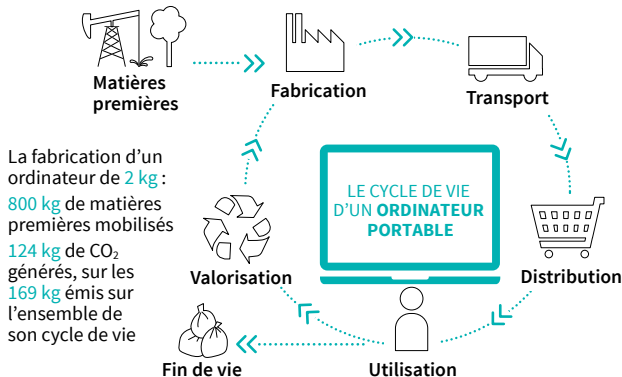 Matières
premières
Fabrication
Transport
La fabrication d’un
ordinateur de 2 kg :
800 kg de matières
premières mobilisés
124 kg de CO₂
générés, sur les
169 kg émis sur
l’ensemble de
son cycle de vie
LE CYCLE DE VIE
D’UN ORDINATEUR
PORTABLE
Valorisation
Distribution
Fin de vie
Utilisation